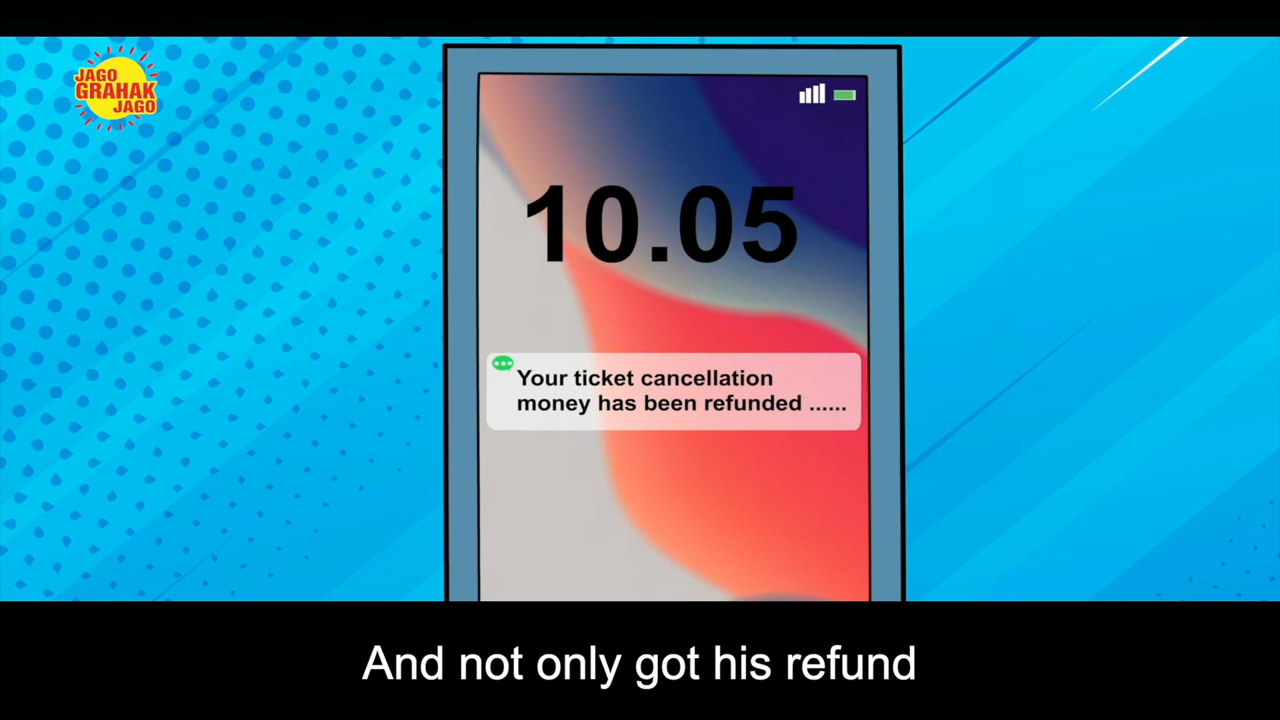 JAGO
GRAHAK
JAGO
10.05
Your ticket cancellation
money has been refunded ......
And not only got his refund